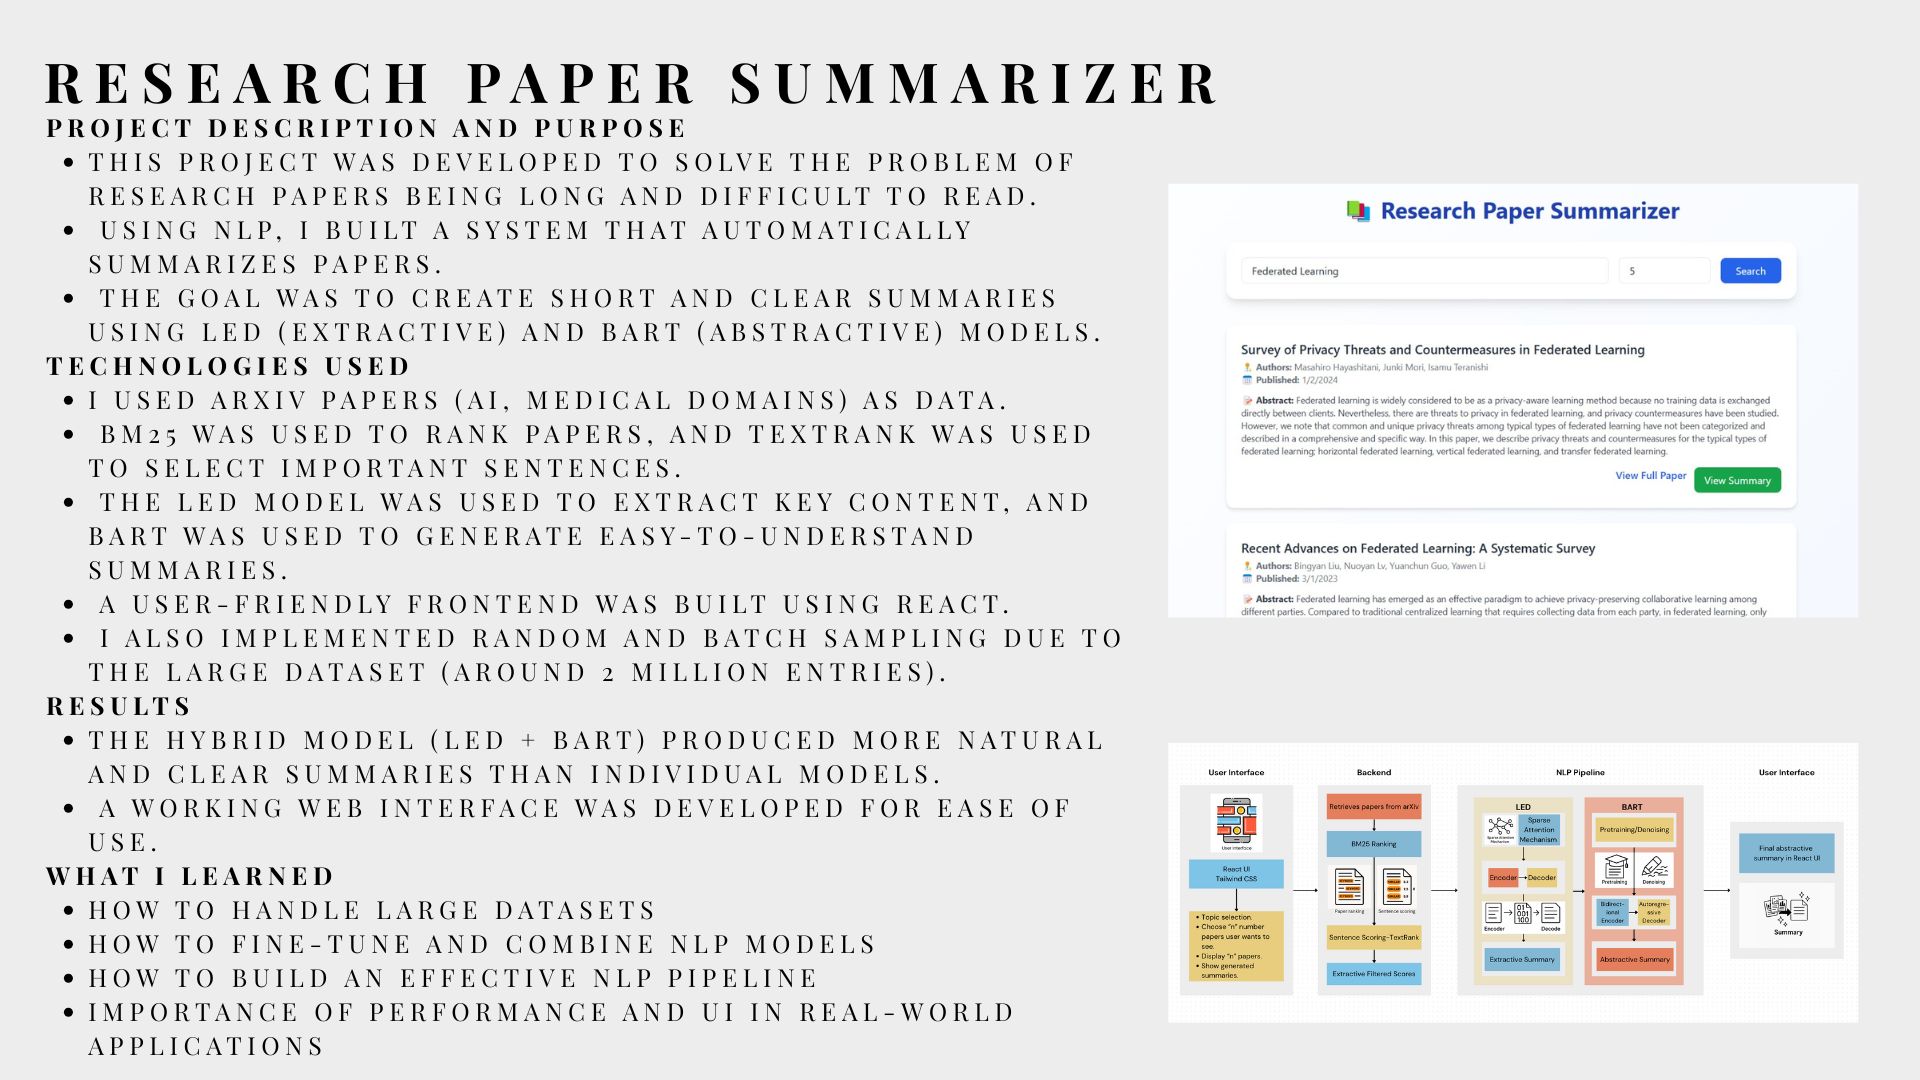 RESEARCH PAPER SUMMARIZER
PROJECT DESCRIPTION AND PURPOSE
• THIS PROJECT WAS DEVELOPED TO SOLVE THE PROBLEM OF
RESEARCH PAPERS BEING LONG AND DIFFICULT TO READ.
• USING NLP, I BUILT A SYSTEM THAT AUTOMATICALLY
SUMMARIZES PAPERS.
• THE GOAL WAS TO CREATE SHORT AND CLEAR SUMMARIES
USING LED (EXTRACTIVE) AND BART (ABSTRACTIVE) MODELS.
TECHNOLOGIES USED
• I USED ARXIV PAPERS (AI, MEDICAL DOMAINS) AS DATA.
• BM25 WAS USED TO RANK PAPERS, AND TEXTRANK WAS USED
TO SELECT IMPORTANT SENTENCES.
• THE LED MODEL WAS USED TO EXTRACT KEY CONTENT, AND
BART WAS USED TO GENERATE EASY-TO-UNDERSTAND
SUMMARIES.
• A USER-FRIENDLY FRONTEND WAS BUILT USING REACT.
• I ALSO IMPLEMENTED RANDOM AND BATCH SAMPLING DUE TO
THE LARGE DATASET (AROUND 2 MILLION ENTRIES).
RESULTS
• THE HYBRID MODEL (LED + BART) PRODUCED MORE NATURAL
AND CLEAR SUMMARIES THAN INDIVIDUAL MODELS.
• A WORKING WEB INTERFACE WAS DEVELOPED FOR EASE OF
USE.
WHAT I LEARNED
• HOW TO HANDLE LARGE DATASETS
• HOW TO FINE-TUNE AND COMBINE NLP MODELS
• HOW TO BUILD AN EFFECTIVE NLP PIPELINE
• IMPORTANCE OF PERFORMANCE AND UI IN REAL-WORLD
APPLICATIONS
Research Paper Summarizer
Federated Learning
5
Search
Survey of Privacy Threats and Countermeasures in Federated Learning
Authors: Masahiro Hayashitani, Junki Mori, Isamu Teranishi
Published: 1/2/2024
Abstract: Federated learning is widely considered to be as a privacy-aware learning method because no training data is exchanged
directly between clients. Nevertheless, there are threats to privacy in federated learning, and privacy countermeasures have been studied.
However, we note that common and unique privacy threats among typical types of federated learning have not been categorized and
described in a comprehensive and specific way. In this paper, we describe privacy threats and countermeasures for the typical types of
federated learning; horizontal federated learning, vertical federated learning, and transfer federated learning.
View Full Paper
View Summary
Recent Advances on Federated Learning: A Systematic Survey
Authors: Bingyan Liu, Nuoyan Lv, Yuanchun Guo, Yawen Li
Published: 3/1/2023
Abstract: Federated learning has emerged as an effective paradigm to achieve privacy-preserving collaborative learning among
different parties. Compared to traditional centralized learning that requires collecting data from each party, in federated learning, only
User Interface
User Interface
React UI
Tailwind CSS
• Topic selection.
• Choose "n" number
papers user wants to
see.
• Display "n" papers.
• Show generated
summaries.
Backend
Retrieves papers from arXiv
BM25 Ranking
Paper ranking
Sentence scoring
Sentence Scoring-TextRank
Extractive Filtered Scores
NLP Pipeline
LED
Sparse Attention
Mechanism
Sparse
Attention
Mechanism
Encoder
Decoder
Encoder
Decode
Extractive Summary
BART
Pretraining/Denoising
Pretraining
Denoising
Bidirect-
ional
Encoder
Autoregre-
ssive
Decoder
Abstractive Summary
User Interface
Final abstractive
summary in React UI
Summary